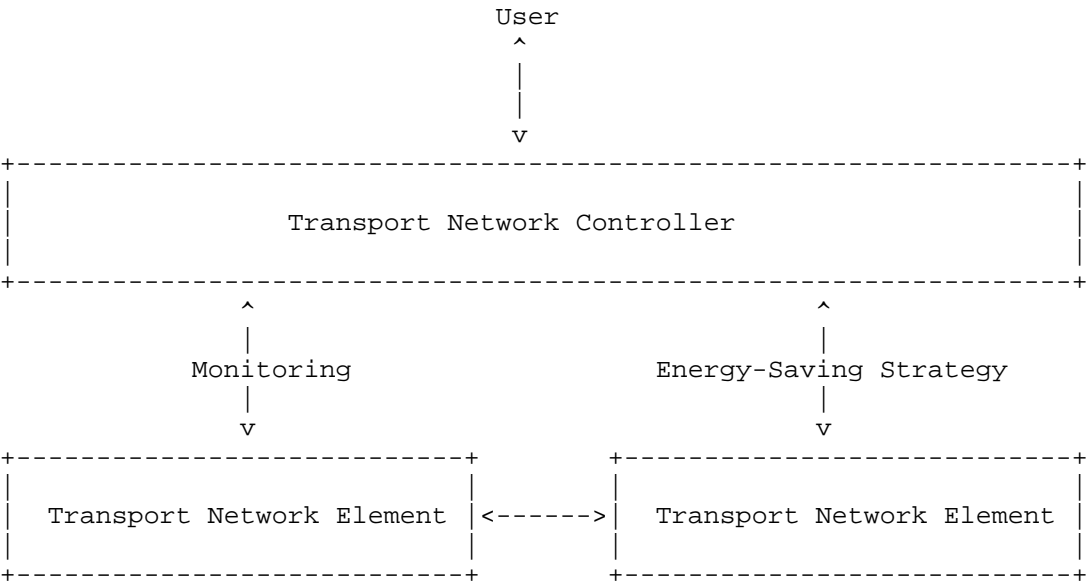 User
Transport Network Controller
Monitoring Energy-Saving Strategy
Transport Network Element <------> Transport Network Element